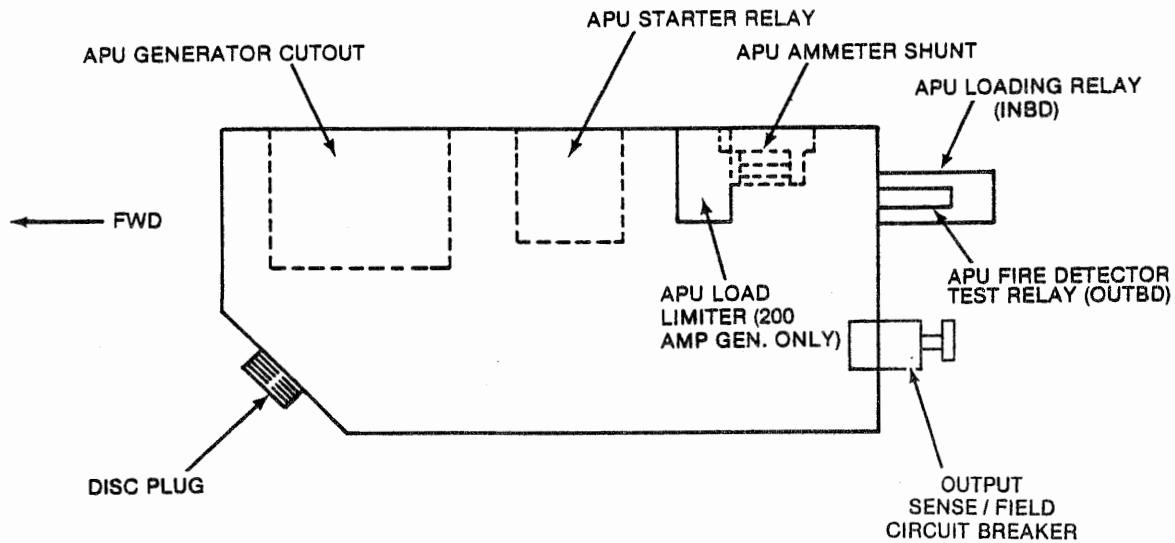 APU STARTER RELAY
APU GENERATOR CUTOUT
APU AMMETER SHUNT
APU LOADING RELAY
(INBD)
FWD
APU LOAD
LIMITER (200
AMP GEN. ONLY)
APU FIRE DETECTOR
TEST RELAY (OUTBD)
DISC PLUG
OUTPUT
SENSE / FIELD
CIRCUIT BREAKER